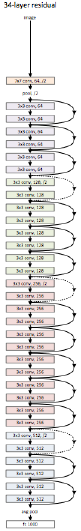 34-layer residual
image
7x7 conv, 64, /2
pool, /2
3x3 conv, 64
3x3 conv, 64
3x3 conv, 64
3x3 conv, 64
3x3 conv, 64
3x3 conv, 64
3x3 conv, 128, /2
3x3 conv, 128
3x3 conv, 128
3x3 conv, 128
3x3 conv, 128
3x3 conv, 128
3x3 conv, 128
3x3 conv, 128
3x3 conv, 256, /2
3x3 conv, 256
3x3 conv, 256
3x3 conv, 256
3x3 conv, 256
3x3 conv, 256
3x3 conv, 256
3x3 conv, 256
3x3 conv, 256
3x3 conv, 256
3x3 conv, 256
3x3 conv, 256
3x3 conv, 512, /2
3x3 conv, 512
3x3 conv, 512
3x3 conv, 512
3x3 conv, 512
3x3 conv, 512
avg pool
fc 1000